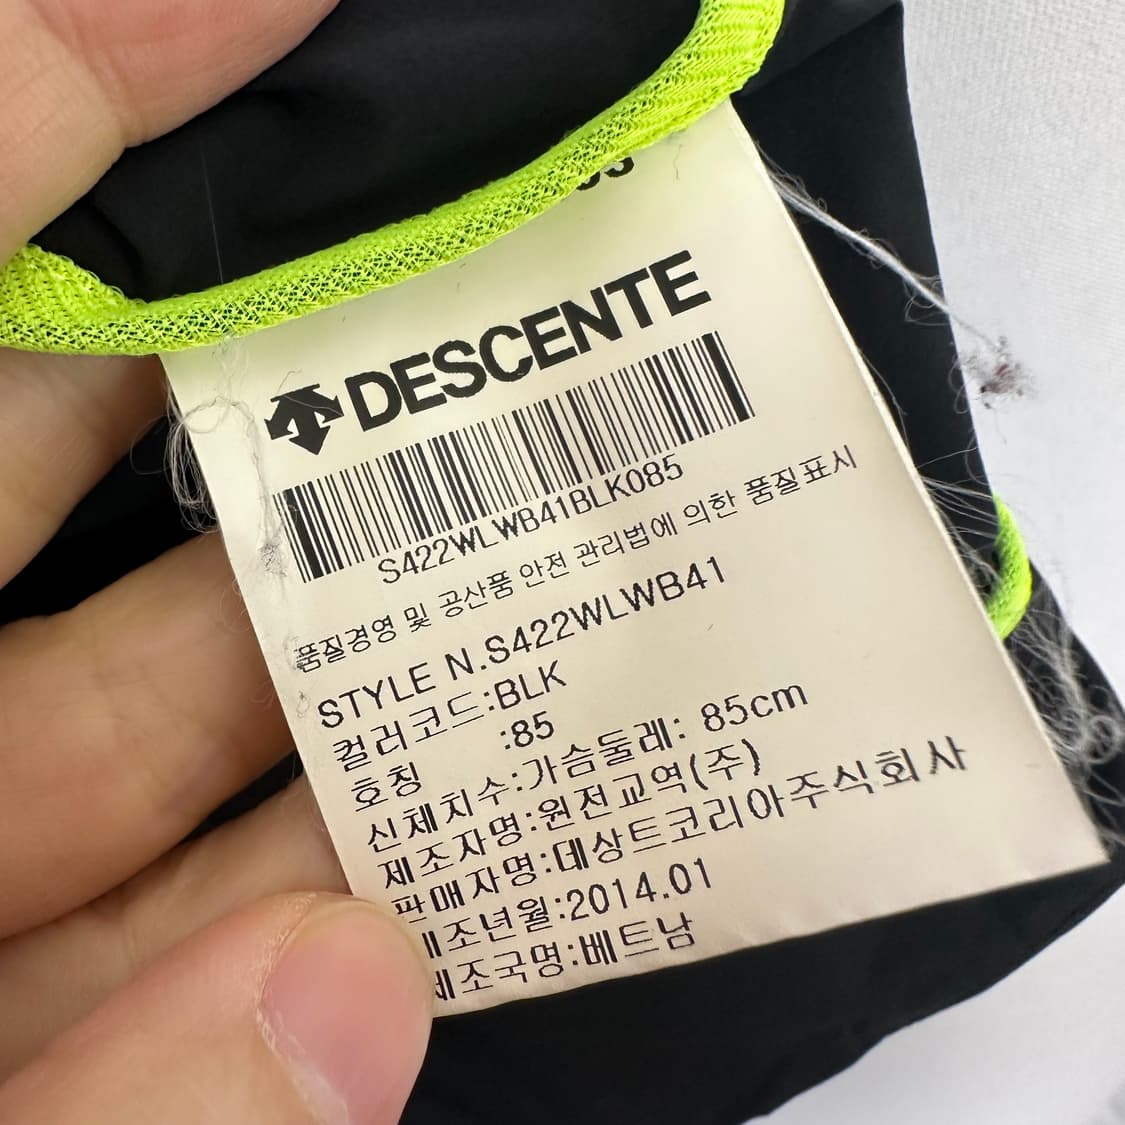 DESCENTE
S422WLWB41BLK085
품질경영 및 공산품 안전 관리법에 의한 품질표시
STYLE N.S422WLWB41
컬러코드:BLK
호칭 :85
신체치수:가슴둘레: 85cm
제조자명:원전교역(주)
판매자명:데상트코리아주식회사
제조년월:2014.01
제조국명:베트남